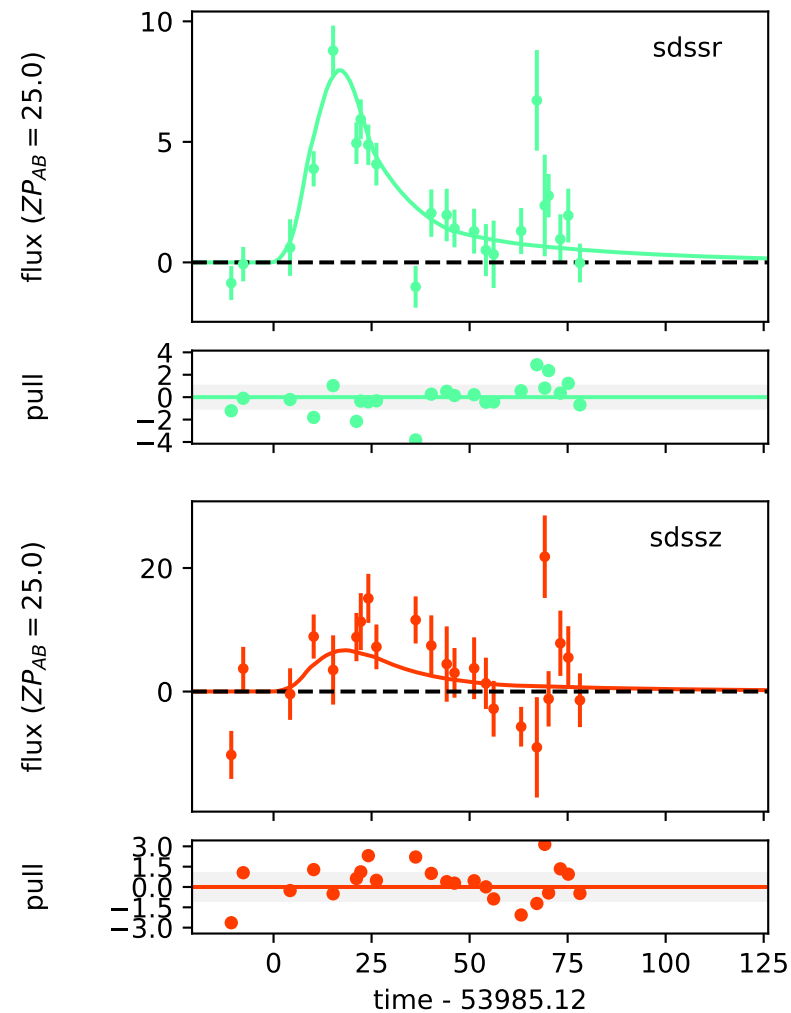 sdssr
flux (ZP_AB = 25.0)
10
5
0
pull
4
2
0
−2
−4
sdssz
flux (ZP_AB = 25.0)
20
0
pull
3.0
1.5
0.0
−1.5
−3.0
0 25 50 75 100 125
time - 53985.12